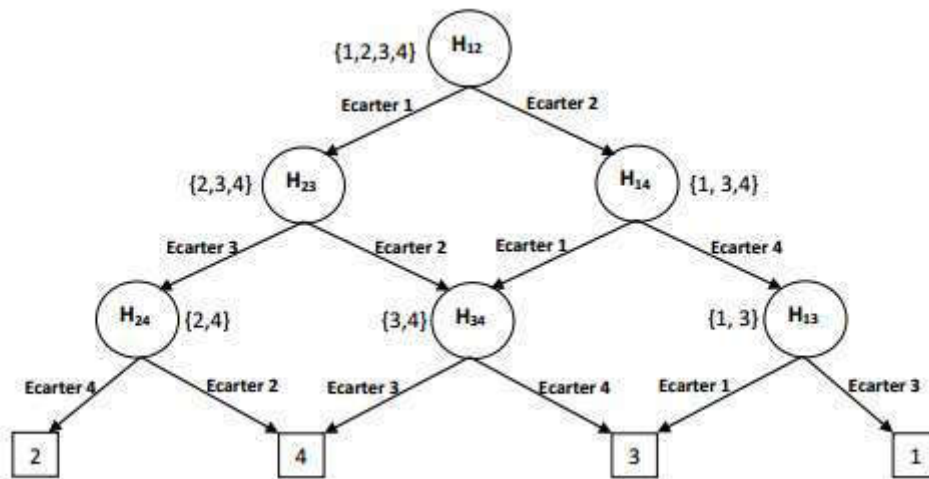 {1,2,3,4} H₁₂
Ecarter 1 Ecarter 2
{2,3,4} H₂₃ H₁₄ {1, 3,4}
Ecarter 3 Ecarter 2 Ecarter 1 Ecarter 4
H₂₄ {2,4} {3,4} H₃₄ {1, 3} H₁₃
Ecarter 4 Ecarter 2 Ecarter 3 Ecarter 4 Ecarter 1 Ecarter 3
2 4 3 1